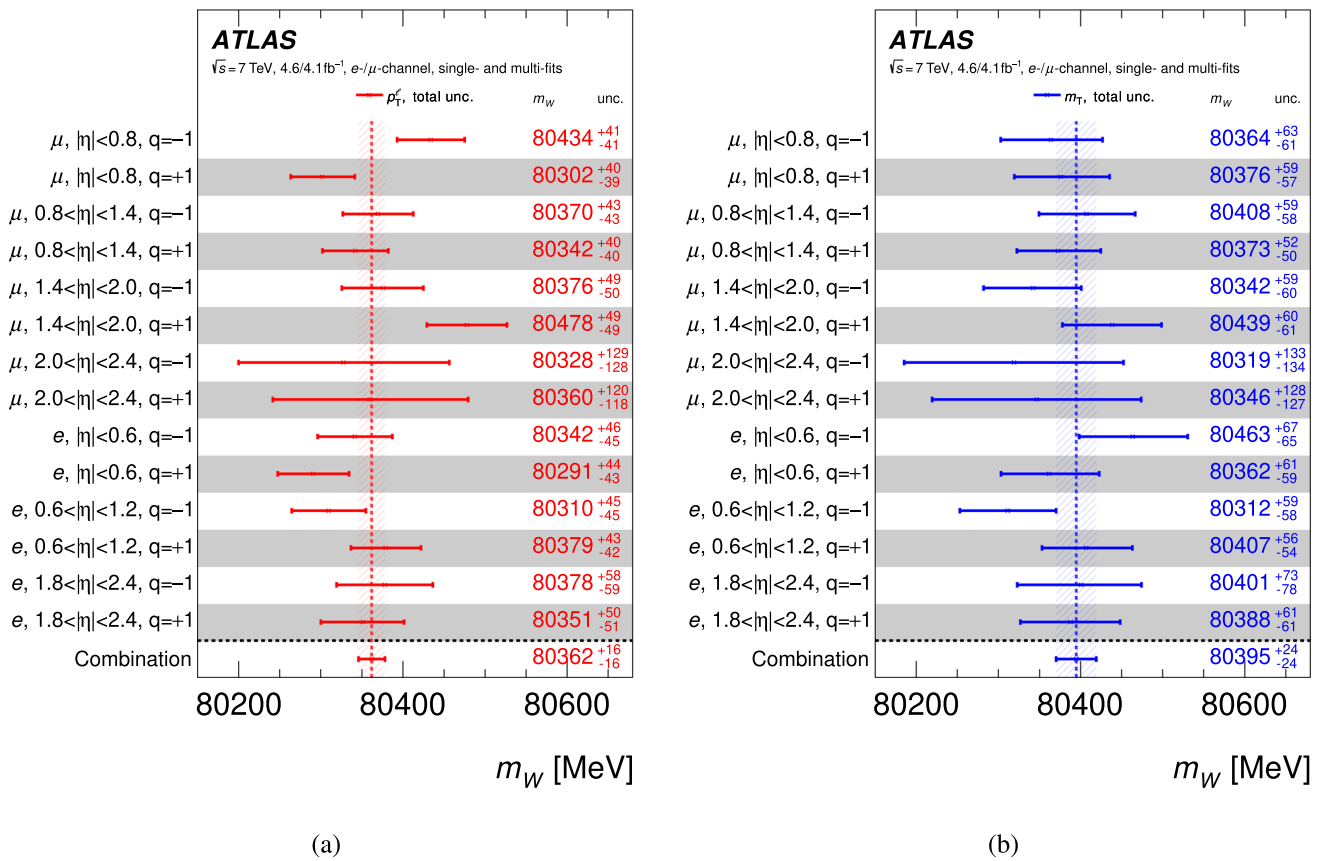 ATLAS
√s = 7 TeV, 4.6/4.1fb⁻¹, e-/μ-channel, single- and multi-fits
pᵀˡ, total unc. m_W unc.
μ, |η|<0.8, q=−1 80434 +41 -41
μ, |η|<0.8, q=+1 80302 +40 -39
μ, 0.8<|η|<1.4, q=−1 80370 +43 -43
μ, 0.8<|η|<1.4, q=+1 80342 +40 -40
μ, 1.4<|η|<2.0, q=−1 80376 +49 -50
μ, 1.4<|η|<2.0, q=+1 80478 +49 -49
μ, 2.0<|η|<2.4, q=−1 80328 +129 -128
μ, 2.0<|η|<2.4, q=+1 80360 +120 -118
e, |η|<0.6, q=−1 80342 +46 -45
e, |η|<0.6, q=+1 80291 +44 -43
e, 0.6<|η|<1.2, q=−1 80310 +45 -45
e, 0.6<|η|<1.2, q=+1 80379 +43 -42
e, 1.8<|η|<2.4, q=−1 80378 +58 -59
e, 1.8<|η|<2.4, q=+1 80351 +50 -51
Combination 80362 +16 -16
80200 80400 80600
m_W [MeV]
(a)
ATLAS
√s = 7 TeV, 4.6/4.1fb⁻¹, e-/μ-channel, single- and multi-fits
m_T, total unc. m_W unc.
μ, |η|<0.8, q=−1 80364 +63 -61
μ, |η|<0.8, q=+1 80376 +59 -57
μ, 0.8<|η|<1.4, q=−1 80408 +59 -58
μ, 0.8<|η|<1.4, q=+1 80373 +52 -50
μ, 1.4<|η|<2.0, q=−1 80342 +59 -60
μ, 1.4<|η|<2.0, q=+1 80439 +60 -61
μ, 2.0<|η|<2.4, q=−1 80319 +133 -134
μ, 2.0<|η|<2.4, q=+1 80346 +128 -127
e, |η|<0.6, q=−1 80463 +67 -65
e, |η|<0.6, q=+1 80362 +61 -59
e, 0.6<|η|<1.2, q=−1 80312 +59 -58
e, 0.6<|η|<1.2, q=+1 80407 +56 -54
e, 1.8<|η|<2.4, q=−1 80401 +73 -78
e, 1.8<|η|<2.4, q=+1 80388 +61 -61
Combination 80395 +24 -24
80200 80400 80600
m_W [MeV]
(b)